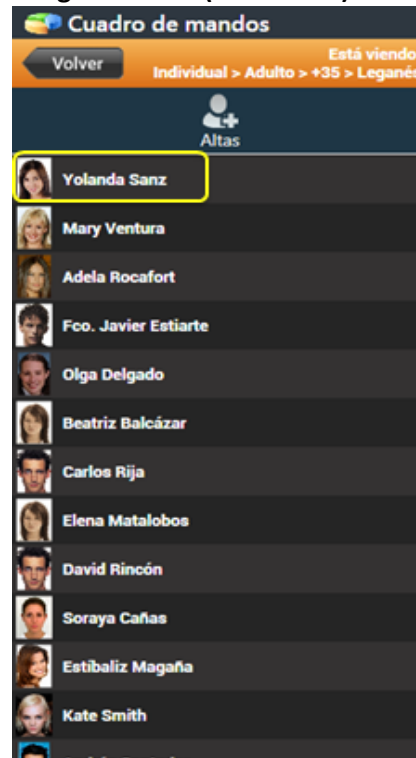 Cuadro de mandos
Está viendo
Volver
Individual > Adulto > +35 > Leganés
Altas
Yolanda Sanz
Mary Ventura
Adela Rocafort
Fco. Javier Estiarte
Olga Delgado
Beatriz Balcázar
Carlos Rija
Elena Matalobos
David Rincón
Soraya Cañas
Estíbaliz Magaña
Kate Smith